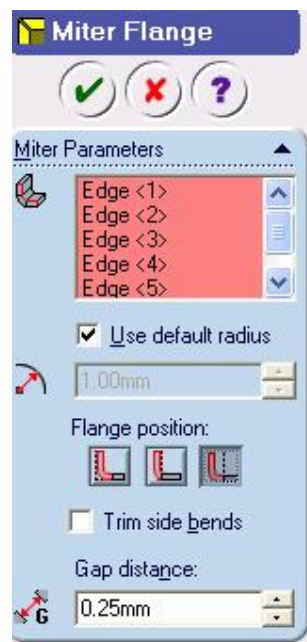 Miter Flange
?
Miter Parameters
Edge <1>
Edge <2>
Edge <3>
Edge <4>
Edge <5>
Use default radius
1.00mm
Flange position:
Trim side bends
Gap distance:
G
0.25mm